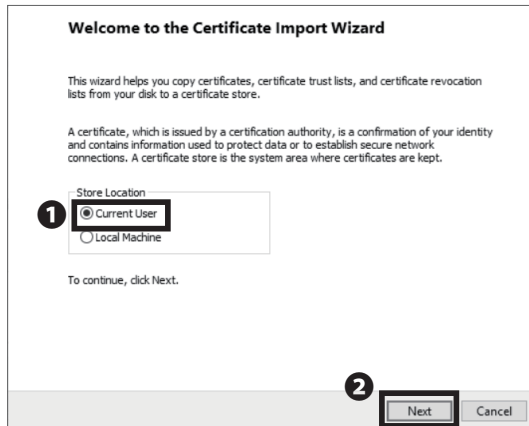 Welcome to the Certificate Import Wizard
This wizard helps you copy certificates, certificate trust lists, and certificate revocation
lists from your disk to a certificate store.
A certificate, which is issued by a certification authority, is a confirmation of your identity
and contains information used to protect data or to establish secure network
connections. A certificate store is the system area where certificates are kept.
Store Location
1 Current User
Local Machine
To continue, click Next.
2
Next Cancel